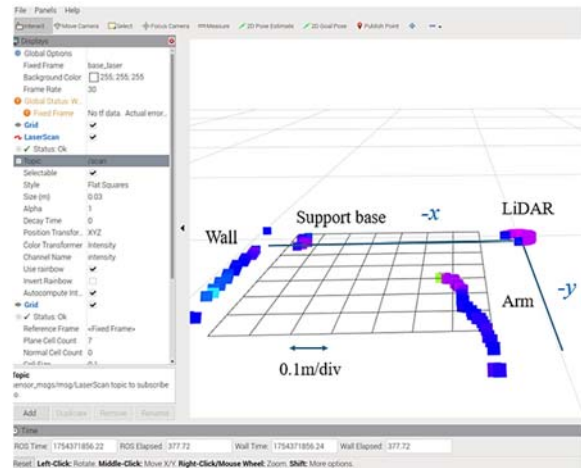 File Panels Help
Interact Move Camera Select Focus Camera Measure 2D Pose Estimate 2D Goal Pose Publish Point
Displays
Global Options
Fixed Frame base_laser
Background Color 255; 255; 255
Frame Rate 30
Global Status: W...
Fixed Frame No tf data. Actual error...
Grid
LaserScan
Status: Ok
Topic /scan
Selectable
Style Flat Squares
Size (m) 0.03
Alpha 1
Decay Time 0
Position Transfor... XYZ
Color Transformer Intensity
Channel Name intensity
Use rainbow
Invert Rainbow
Autocompute Int...
Grid
Status: Ok
Reference Frame <Fixed Frame>
Plane Cell Count 7
Normal Cell Count 0
Topic
sensor_msgs/msg/LaserScan topic to subscribe
Add Duplicate Remove Rename
Wall
Support base
-x
LiDAR
-y
Arm
0.1m/div
Time
ROS Time: 1754371856.22 ROS Elapsed: 377.72 Wall Time: 1754371856.24 Wall Elapsed: 377.72
Reset Left-Click: Rotate. Middle-Click: Move X/Y. Right-Click/Mouse Wheel: Zoom. Shift: More options.